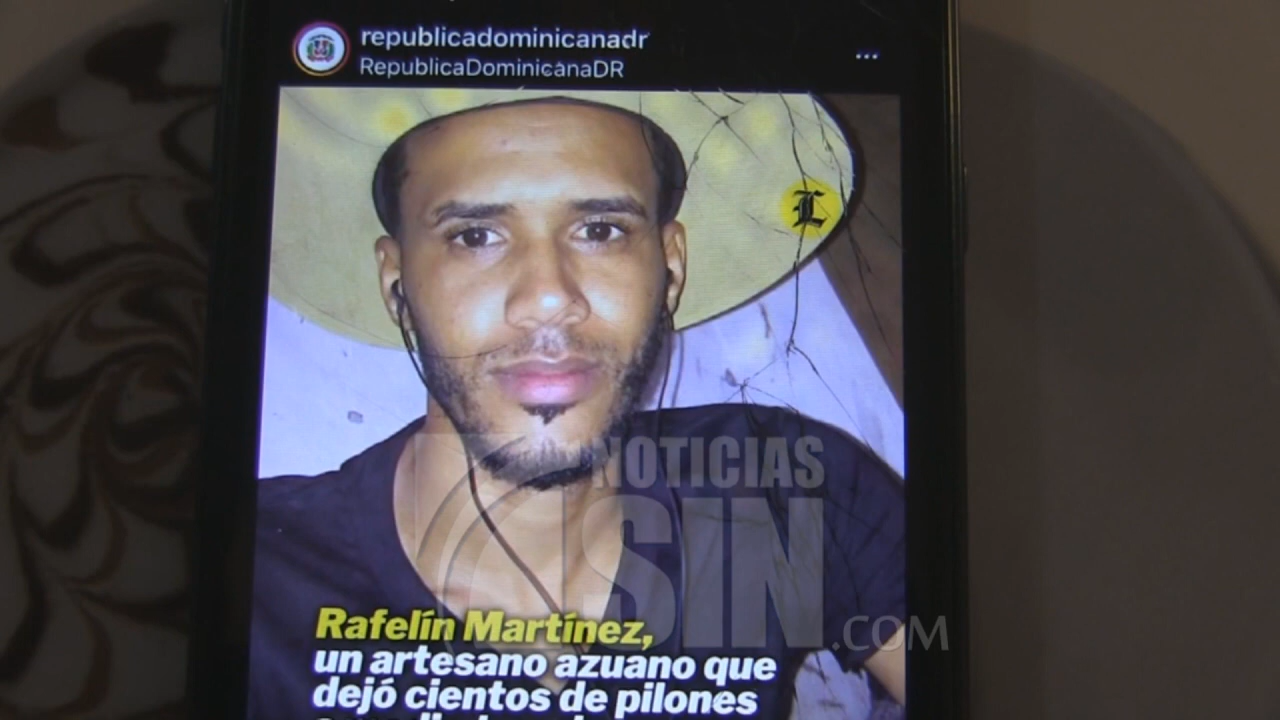 republicadominicanadr
RepublicaDominicanaDR
L
NOTICIAS
SIN
.COM
Rafelín Martínez,
un artesano azuano que
dejó cientos de pilones